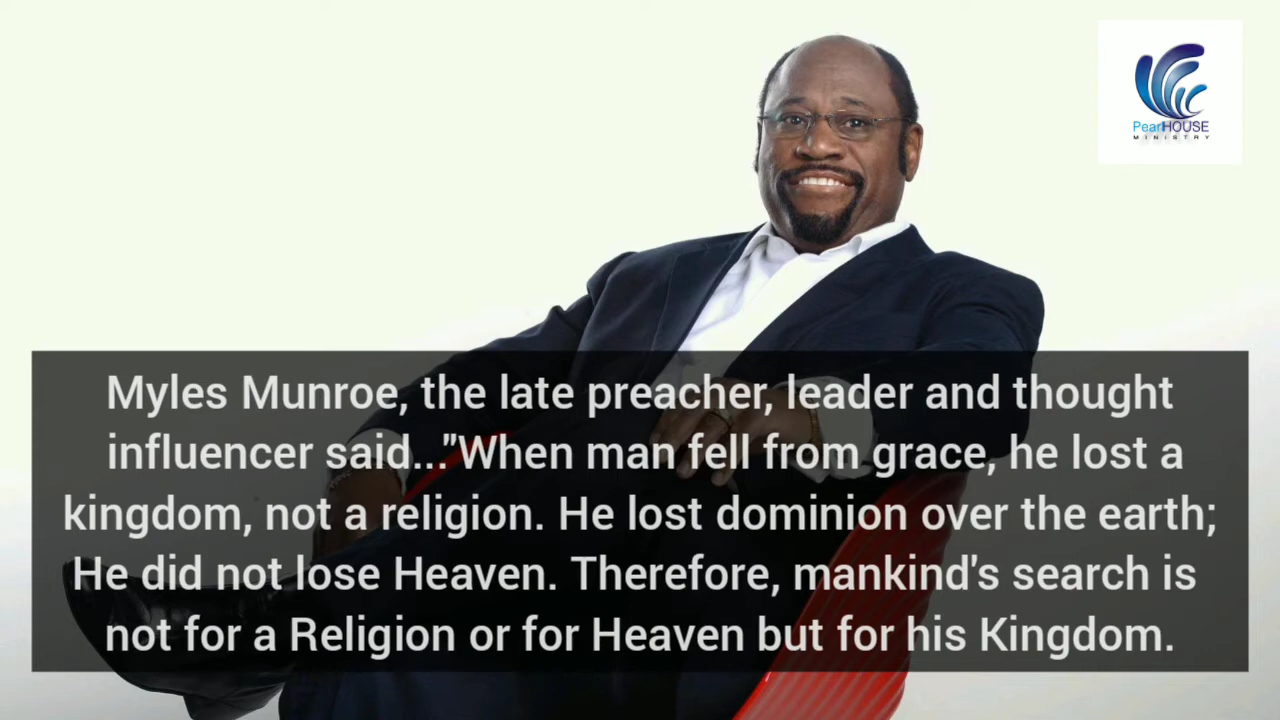 PearlHOUSE
MINISTRY
Myles Munroe, the late preacher, leader and thought
influencer said..."When man fell from grace, he lost a
kingdom, not a religion. He lost dominion over the earth;
He did not lose Heaven. Therefore, mankind's search is
not for a Religion or for Heaven but for his Kingdom.